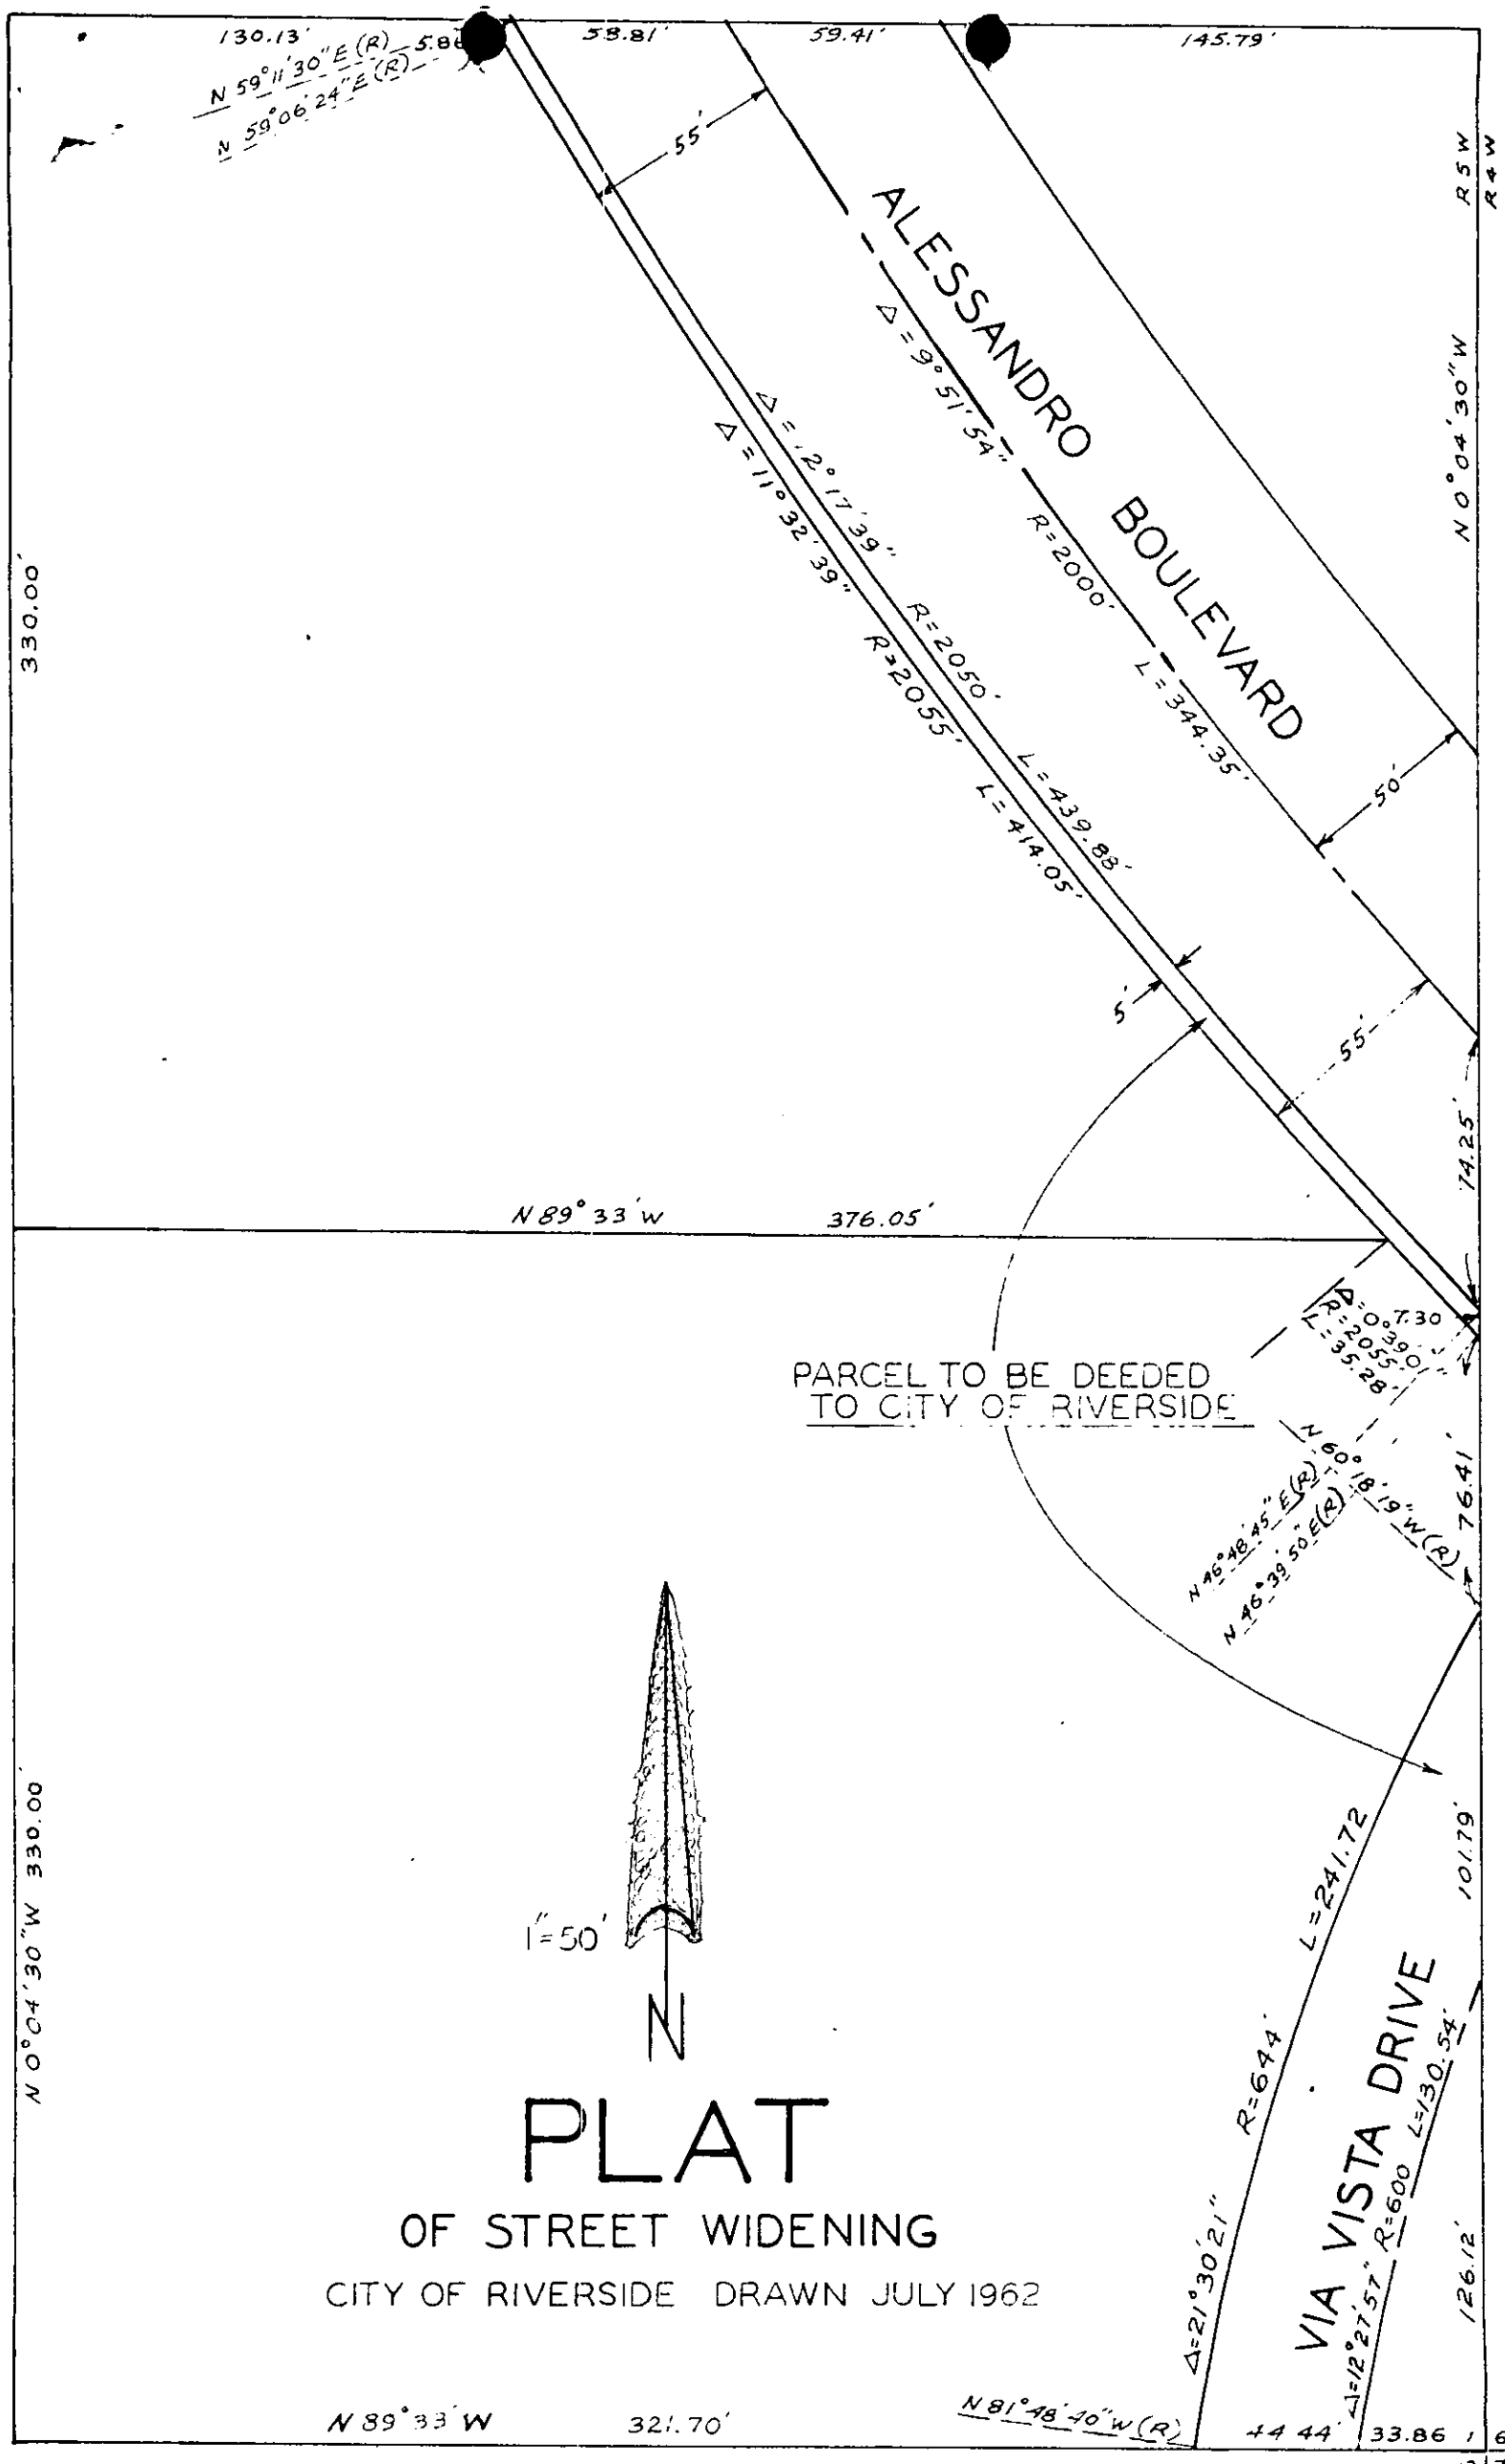 130.13'
5.86
58.81'
59.41'
145.79'
N 59°11'30" E (R)
N 59°06'24" E (R)
55'
R 5 W
R 4 W
ALESSANDRO BOULEVARD
N 0°04'30" W
Δ = 9°51'54"
R=2000'
L=344.35'
Δ = 12°17'39"
R=2050'
L=439.88'
Δ = 11°32'39"
R=2055'
L=414.05'
330.00'
50'
5'
55'
74.25'
N 89°33' W
376.05'
7.30
Δ=0°39'01"
R=2055'
L=35.28'
PARCEL TO BE DEEDED
TO CITY OF RIVERSIDE
N 60°18'19" W (R)
76.41'
N 46°48'45" E (R)
N 46°39'50" E (R)
N 0°04'30" W 330.00'
1"=50'
N
L=241.72
R=644'
Δ=21°30'21"
101.79'
VIA VISTA DRIVE
Δ=12°27'57" R=600 L=130.54'
126.12'
PLAT
OF STREET WIDENING
CITY OF RIVERSIDE DRAWN JULY 1962
N 89°33' W
321.70'
N 81°48'40" W (R)
44 44'
33.86
1
6